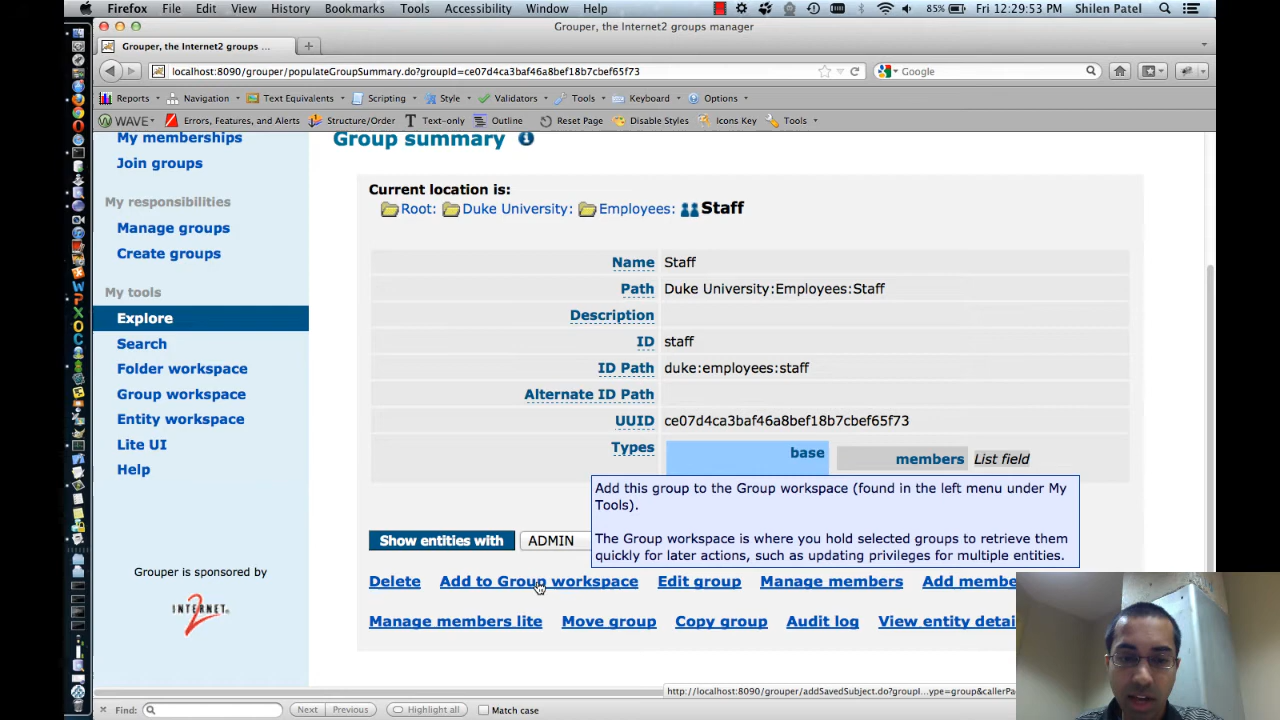 Firefox File Edit View History Bookmarks Tools Accessibility Window Help 85% Fri 12:29:53 PM Shilen Patel
Grouper, the Internet2 groups manager
Grouper, the Internet2 groups ... +
localhost:8090/grouper/populateGroupSummary.do?groupId=ce07d4ca3baf46a8bef18b7cbef65f73 Google
Reports Navigation Text Equivalents Scripting Style Validators Tools Keyboard Options
WAVE Errors, Features, and Alerts Structure/Order Text-only Outline Reset Page Disable Styles Icons Key Tools
My memberships
Join groups
My responsibilities
Manage groups
Create groups
My tools
Explore
Search
Folder workspace
Group workspace
Entity workspace
Lite UI
Help
Grouper is sponsored by
INTERNET
2
Group summary
Current location is:
Root: Duke University: Employees: Staff
Name Staff
Path Duke University:Employees:Staff
Description
ID staff
ID Path duke:employees:staff
Alternate ID Path
UUID ce07d4ca3baf46a8bef18b7cbef65f73
Types base members List field
Add this group to the Group workspace (found in the left menu under My
Tools).
The Group workspace is where you hold selected groups to retrieve them
quickly for later actions, such as updating privileges for multiple entities.
Show entities with ADMIN
Delete Add to Group workspace Edit group Manage members Add membe
Manage members lite Move group Copy group Audit log View entity detai
http://localhost:8090/grouper/addSavedSubject.do?groupI...ype=group&callerPa
Find: Next Previous Highlight all Match case